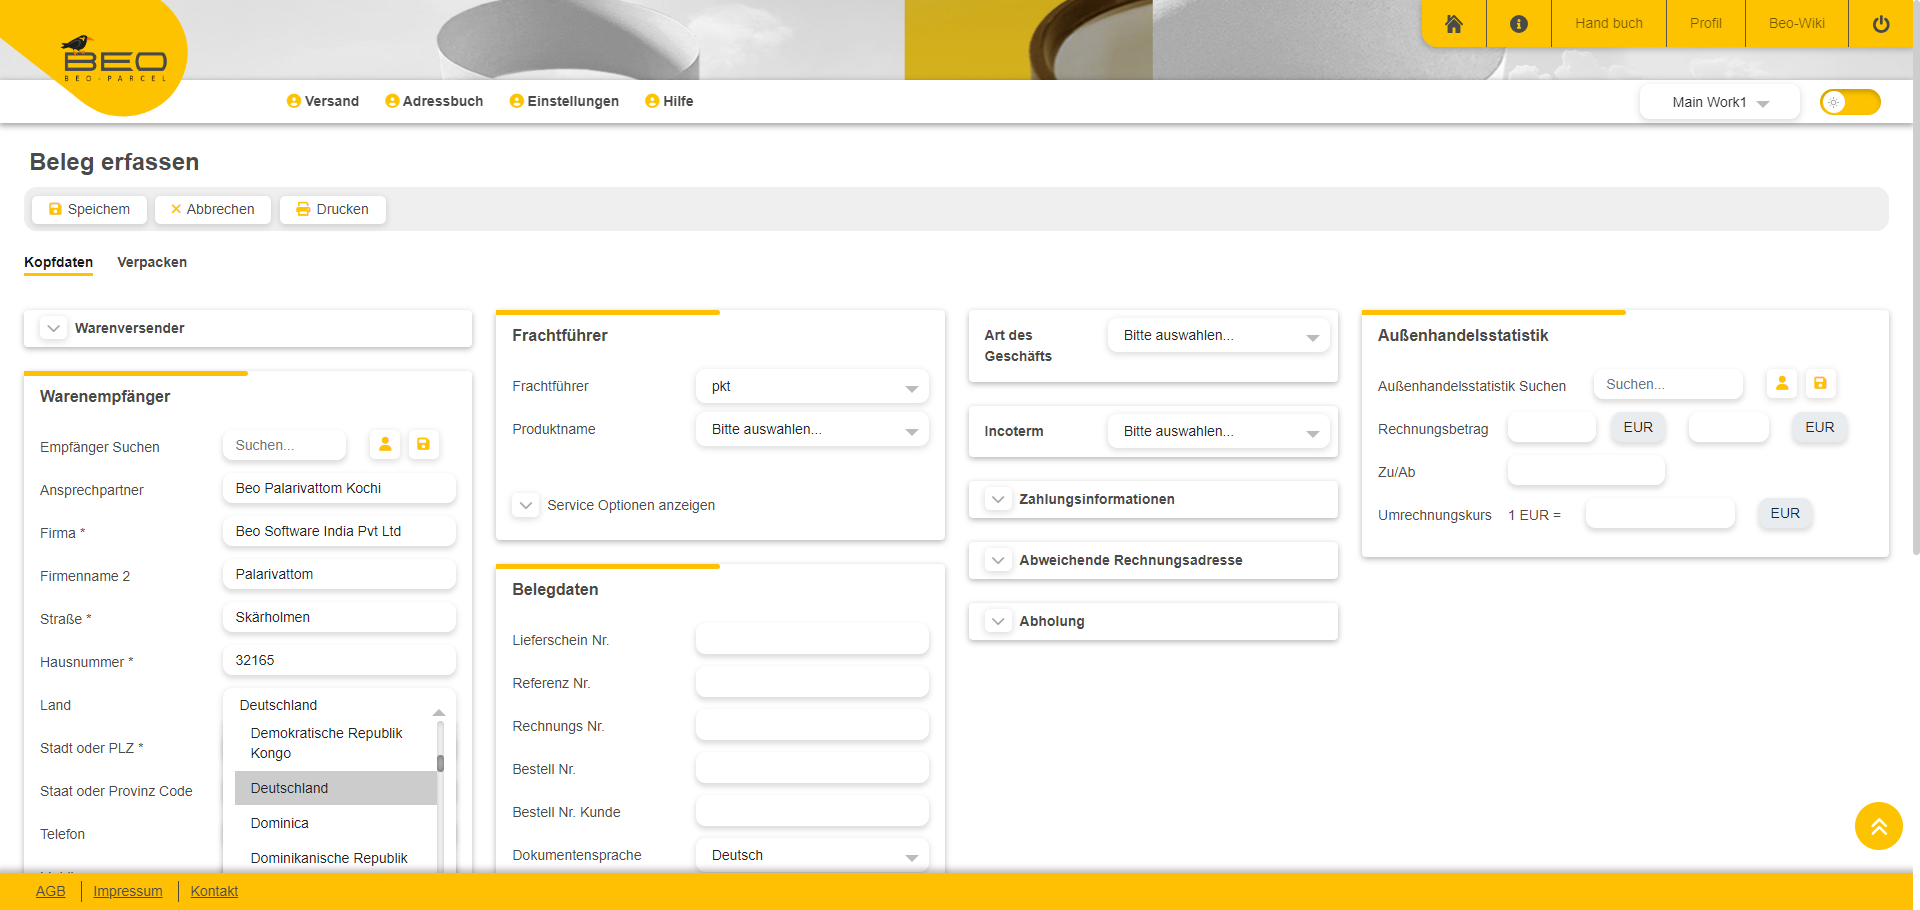 BEO
BEO-PARCEL
Hand buch
Profil
Beo-Wiki
Versand
Adressbuch
Einstellungen
Hilfe
Main Work1
Beleg erfassen
Speichern
Abbrechen
Drucken
Kopfdaten
Verpacken
Warenversender
Warenempfänger
Empfänger Suchen
Suchen...
Ansprechpartner
Beo Palarivattom Kochi
Firma *
Beo Software India Pvt Ltd
Firmenname 2
Palarivattom
Straße *
Skärholmen
Hausnummer *
32165
Land
Deutschland
Demokratische Republik
Kongo
Deutschland
Dominica
Dominikanische Republik
Stadt oder PLZ *
Staat oder Provinz Code
Telefon
Frachtführer
Frachtführer
pkt
Produktname
Bitte auswahlen...
Service Optionen anzeigen
Belegdaten
Lieferschein Nr.
Referenz Nr.
Rechnungs Nr.
Bestell Nr.
Bestell Nr. Kunde
Dokumentensprache
Deutsch
Art des
Geschäfts
Bitte auswahlen...
Incoterm
Bitte auswahlen...
Zahlungsinformationen
Abweichende Rechnungsadresse
Abholung
Außenhandelsstatistik
Außenhandelsstatistik Suchen
Suchen...
Rechnungsbetrag
EUR
EUR
Zu/Ab
Umrechnungskurs
1 EUR =
EUR
AGB
Impressum
Kontakt